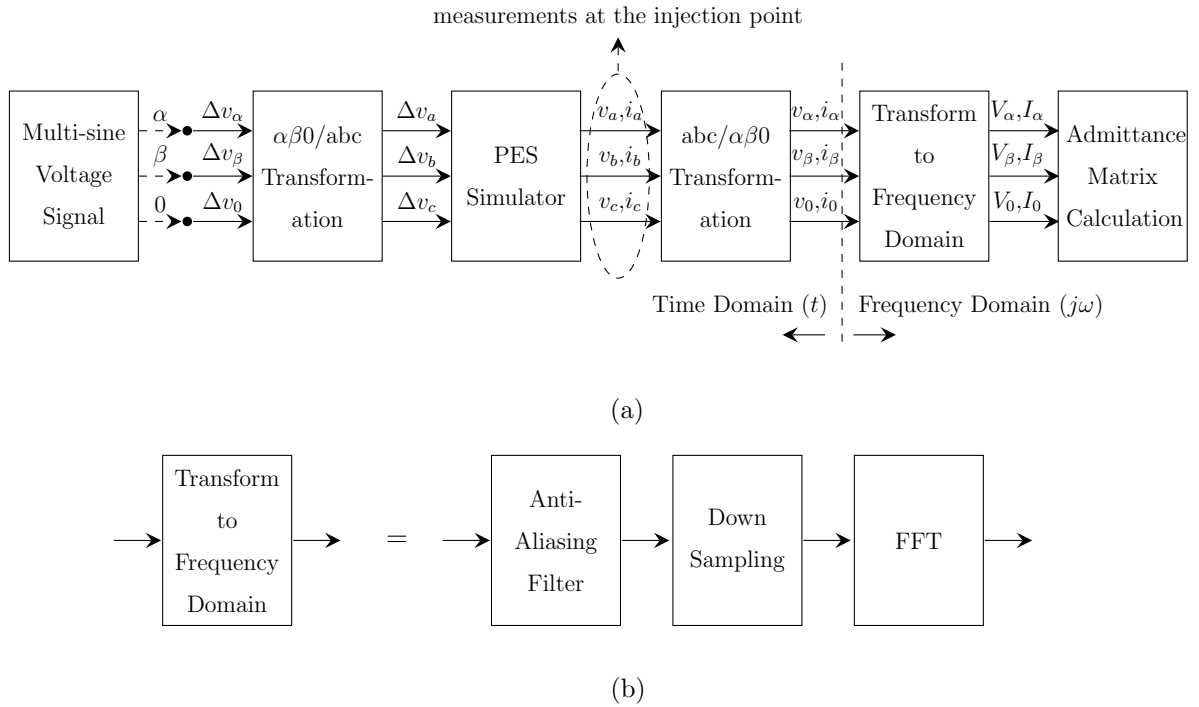 measurements at the injection point
Multi-sine
Voltage
Signal
α
β
0
Δv_α
Δv_β
Δv_0
αβ0/abc
Transform-
ation
Δv_a
Δv_b
Δv_c
PES
Simulator
v_a,i_a
v_b,i_b
v_c,i_c
abc/αβ0
Transform-
ation
v_α,i_α
v_β,i_β
v_0,i_0
Transform
to
Frequency
Domain
V_α,I_α
V_β,I_β
V_0,I_0
Admittance
Matrix
Calculation
Time Domain (t)
Frequency Domain (jω)
(a)
Transform
to
Frequency
Domain
=
Anti-
Aliasing
Filter
Down
Sampling
FFT
(b)